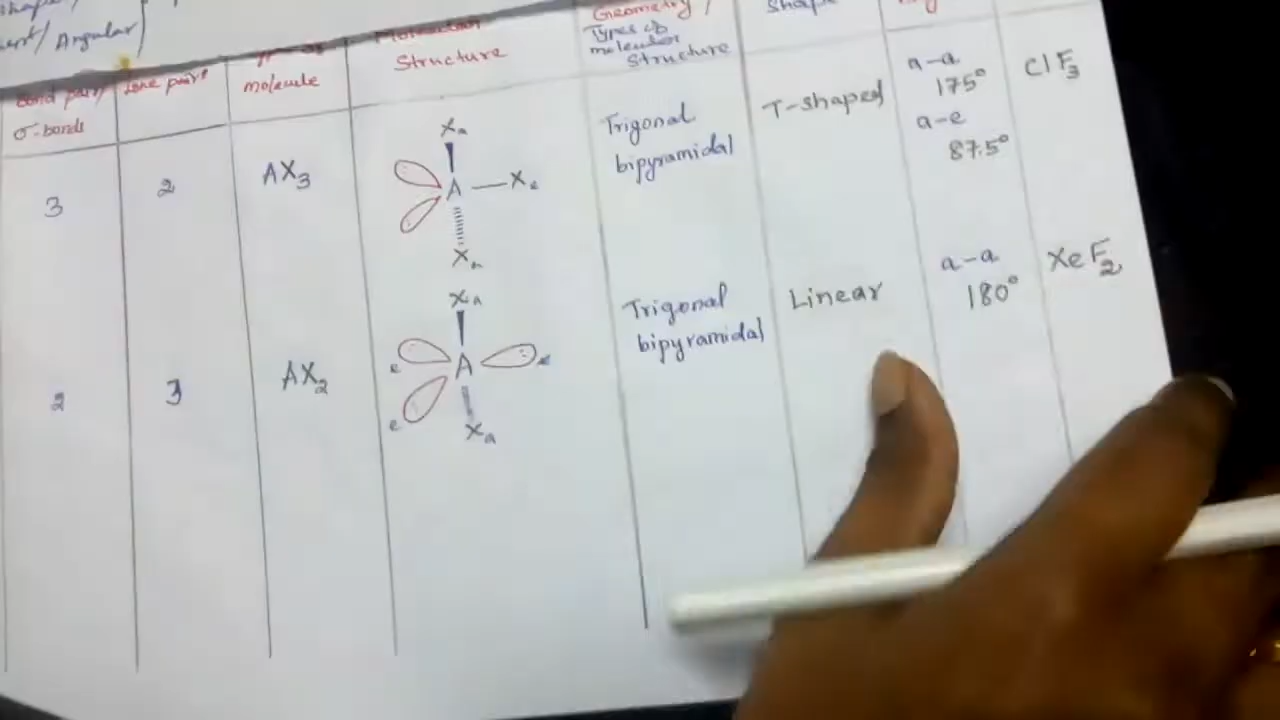 Shape/
Bent/ Angular
Bond pair/
σ-bonds
Lone pair
molecule
Structure
Geometry /
Types of
molecular
Structure
Shape
3
2
AX₃
Xₐ
A — Xₑ
Xₐ
Trigonal
bipyramidal
T-shaped
a-a
175°
a-e
87.5°
ClF₃
2
3
AX₂
Xₐ
e A e
e
Xₐ
Trigonal
bipyramidal
Linear
a-a
180°
XeF₂